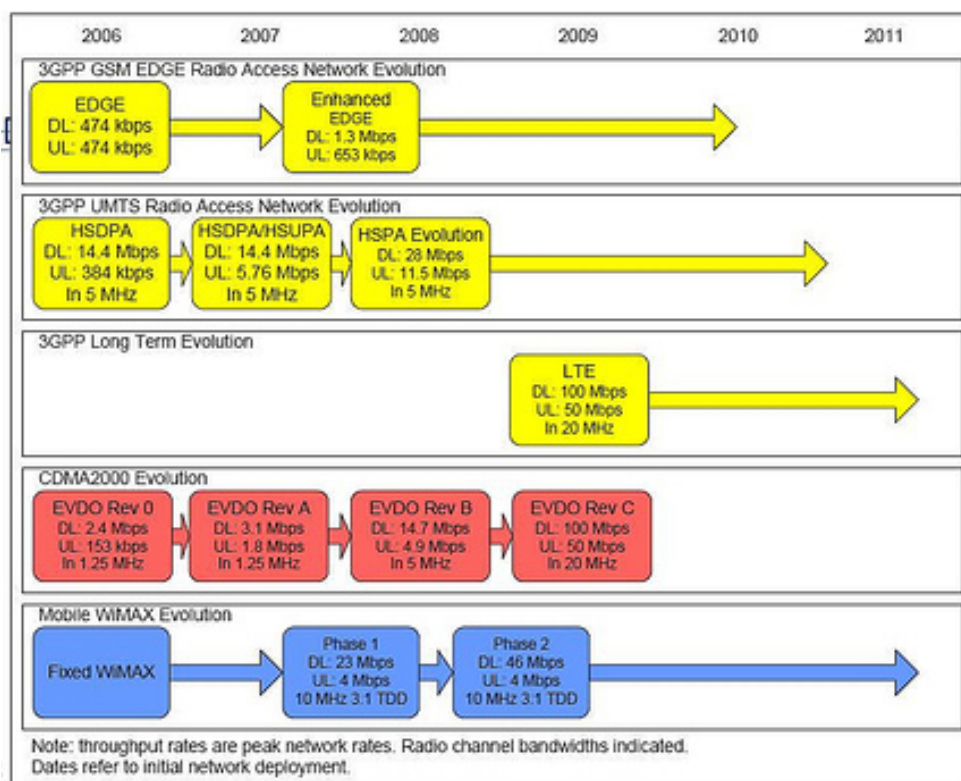 2006 2007 2008 2009 2010 2011
3GPP GSM EDGE Radio Access Network Evolution
EDGE
DL: 474 kbps
UL: 474 kbps
Enhanced
EDGE
DL: 1.3 Mbps
UL: 653 kbps
3GPP UMTS Radio Access Network Evolution
HSDPA
DL: 14.4 Mbps
UL: 384 kbps
In 5 MHz
HSDPA/HSUPA
DL: 14.4 Mbps
UL: 5.76 Mbps
In 5 MHz
HSPA Evolution
DL: 28 Mbps
UL: 11.5 Mbps
In 5 MHz
3GPP Long Term Evolution
LTE
DL: 100 Mbps
UL: 50 Mbps
In 20 MHz
CDMA2000 Evolution
EVDO Rev 0
DL: 2.4 Mbps
UL: 153 kbps
In 1.25 MHz
EVDO Rev A
DL: 3.1 Mbps
UL: 1.8 Mbps
In 1.25 MHz
EVDO Rev B
DL: 14.7 Mbps
UL: 4.9 Mbps
In 5 MHz
EVDO Rev C
DL: 100 Mbps
UL: 50 Mbps
In 20 MHz
Mobile WiMAX Evolution
Fixed WiMAX
Phase 1
DL: 23 Mbps
UL: 4 Mbps
10 MHz 3:1 TDD
Phase 2
DL: 46 Mbps
UL: 4 Mbps
10 MHz 3:1 TDD
Note: throughput rates are peak network rates. Radio channel bandwidths indicated.
Dates refer to initial network deployment.